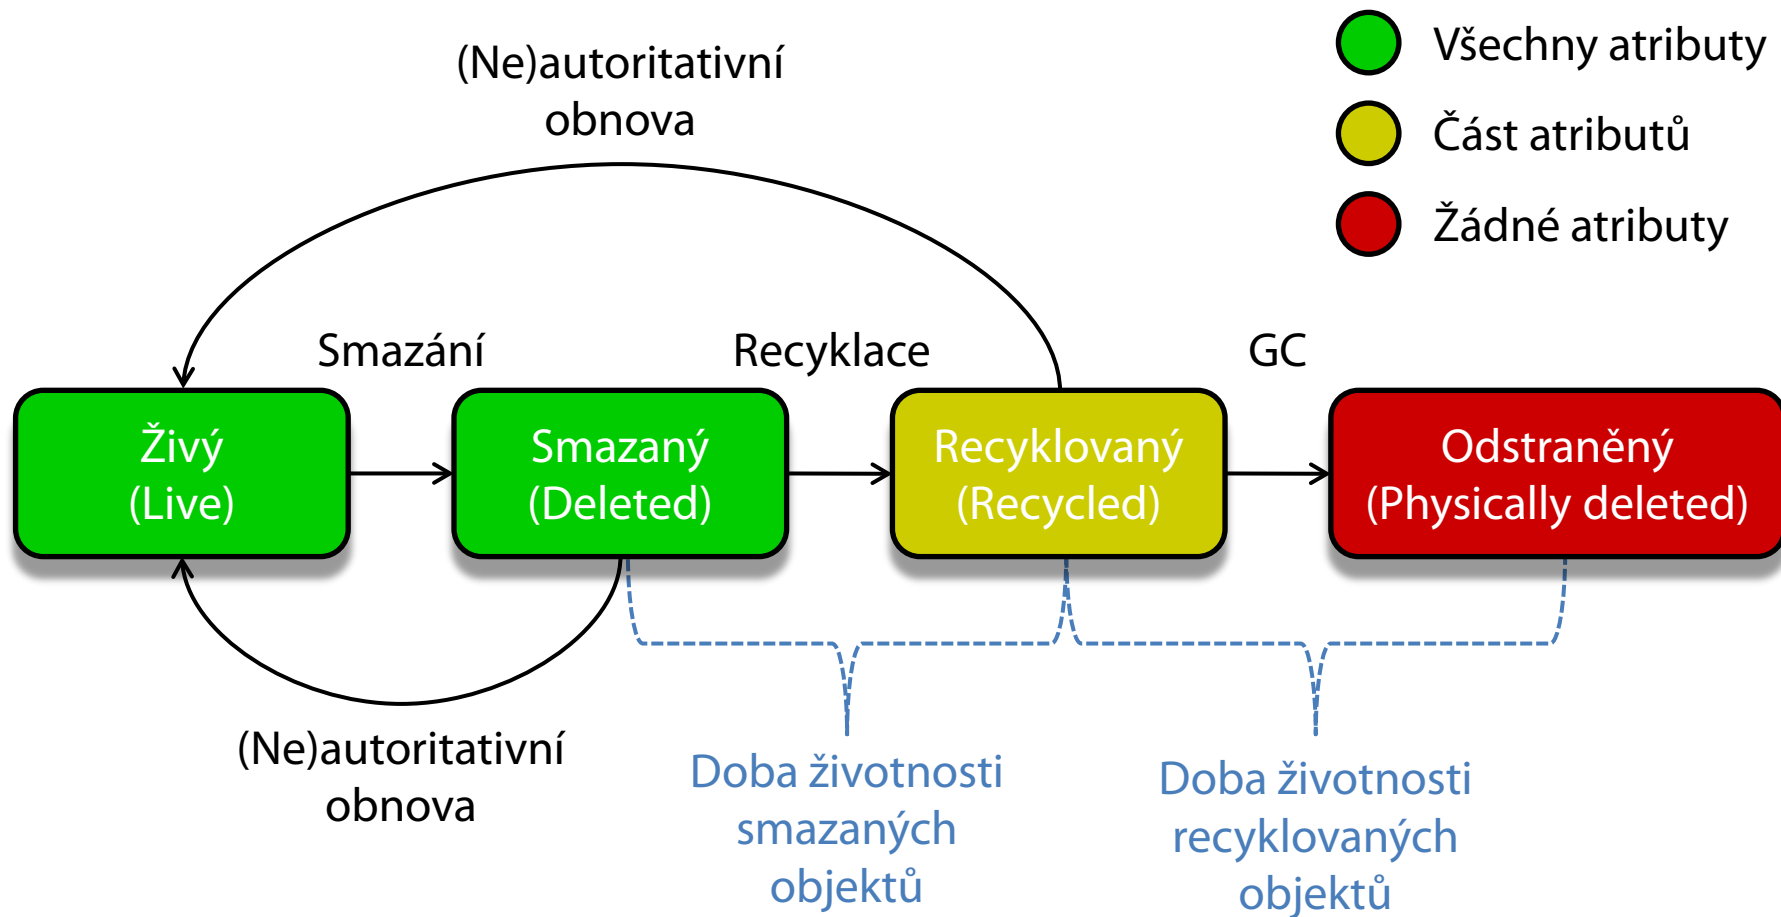 (Ne)autoritativní
obnova
Všechny atributy
Část atributů
Žádné atributy
Smazání
Recyklace
GC
Živý
(Live)
Smazaný
(Deleted)
Recyklovaný
(Recycled)
Odstraněný
(Physically deleted)
(Ne)autoritativní
obnova
Doba životnosti
smazaných
objektů
Doba životnosti
recyklovaných
objektů